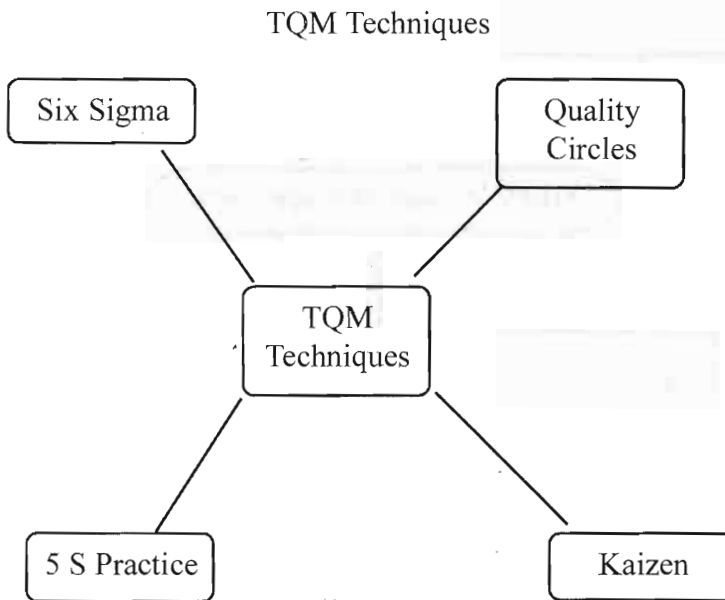 TQM Techniques
Six Sigma
Quality
Circles
TQM
Techniques
5 S Practice
Kaizen